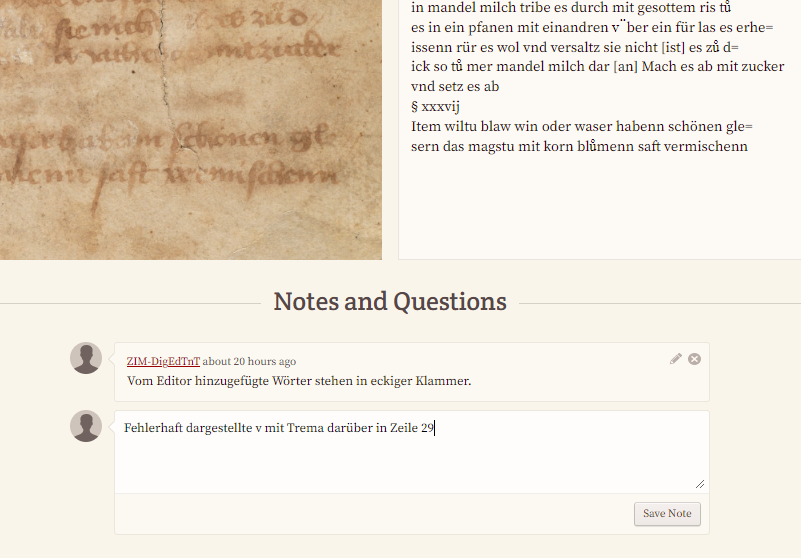 in mandel milch tribe es durch mit gesottem ris tů
es in ein pfanen mit einandren v¨ber ein für las es erhe=
issenn rür es wol vnd versaltz sie nicht [ist] es zů d=
ick so tů mer mandel milch dar [an] Mach es ab mit zucker
vnd setz es ab
§ xxxvij
Item wiltu blaw win oder waser habenn schönen gle=
sern das magstu mit korn blůmenn saft vermischenn
schönen gle
saft vermischenn
Notes and Questions
ZIM-DigEdTnT about 20 hours ago
Vom Editor hinzugefügte Wörter stehen in eckiger Klammer.
Fehlerhaft dargestellte v mit Trema darüber in Zeile 29
Save Note